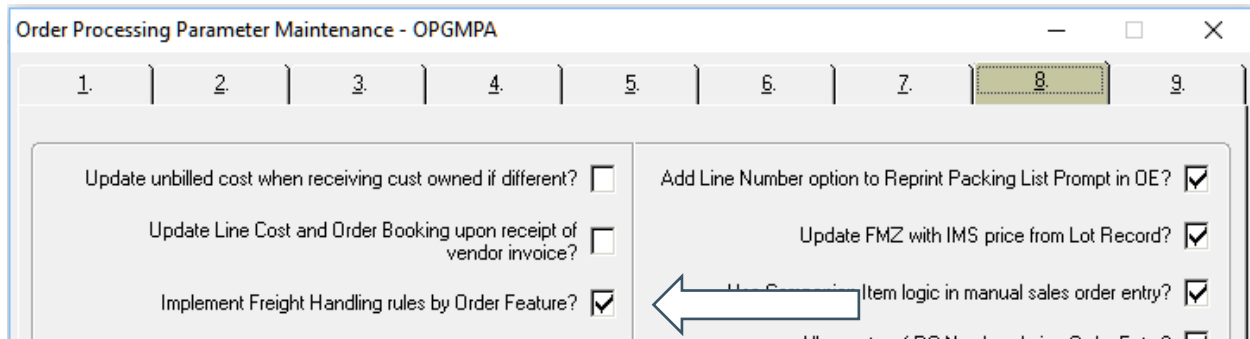 Order Processing Parameter Maintenance - OPGMPA
1. 2. 3. 4. 5. 6. 7. 8. 9.
Update unbilled cost when receiving cust owned if different?
Add Line Number option to Reprint Packing List Prompt in OE?
Update Line Cost and Order Booking upon receipt of
vendor invoice?
Update FMZ with IMS price from Lot Record?
Implement Freight Handling rules by Order Feature?
Item logic in manual sales order entry?